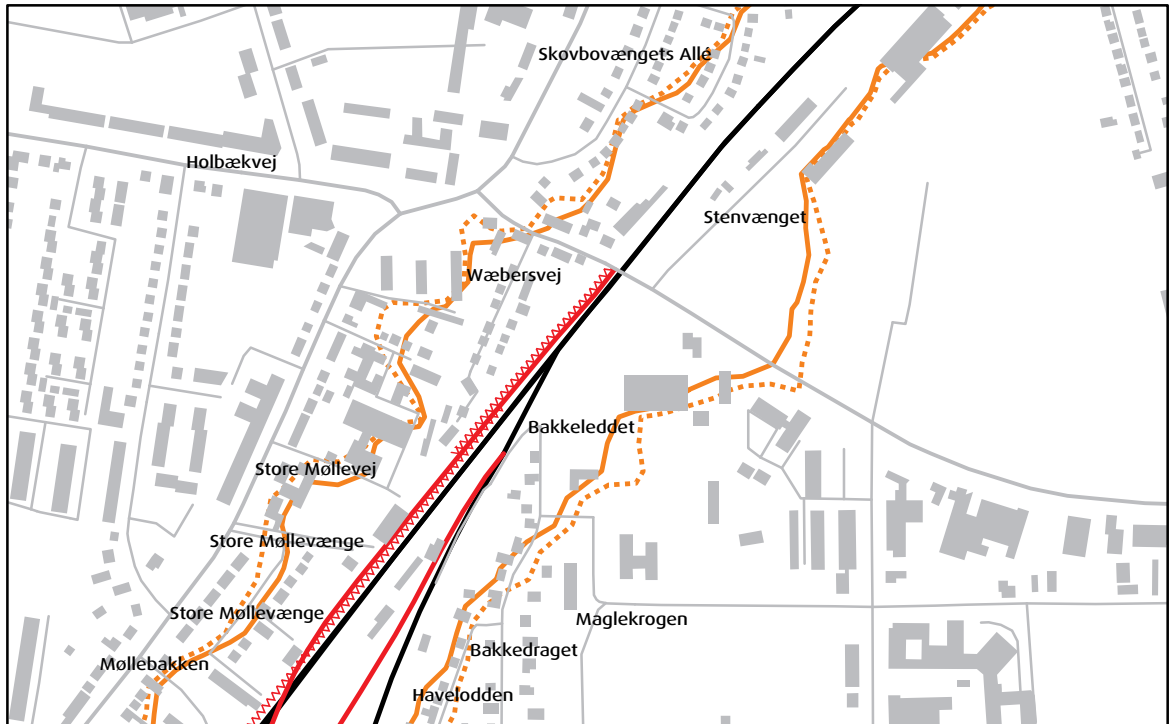 Skovbovængets Allé
Holbækvej
Stenvænget
Wæbersvej
Bakkeleddet
Store Møllevej
Store Møllevænge
Store Møllevænge
Maglekrogen
Bakkedraget
Møllebakken
Havelodden